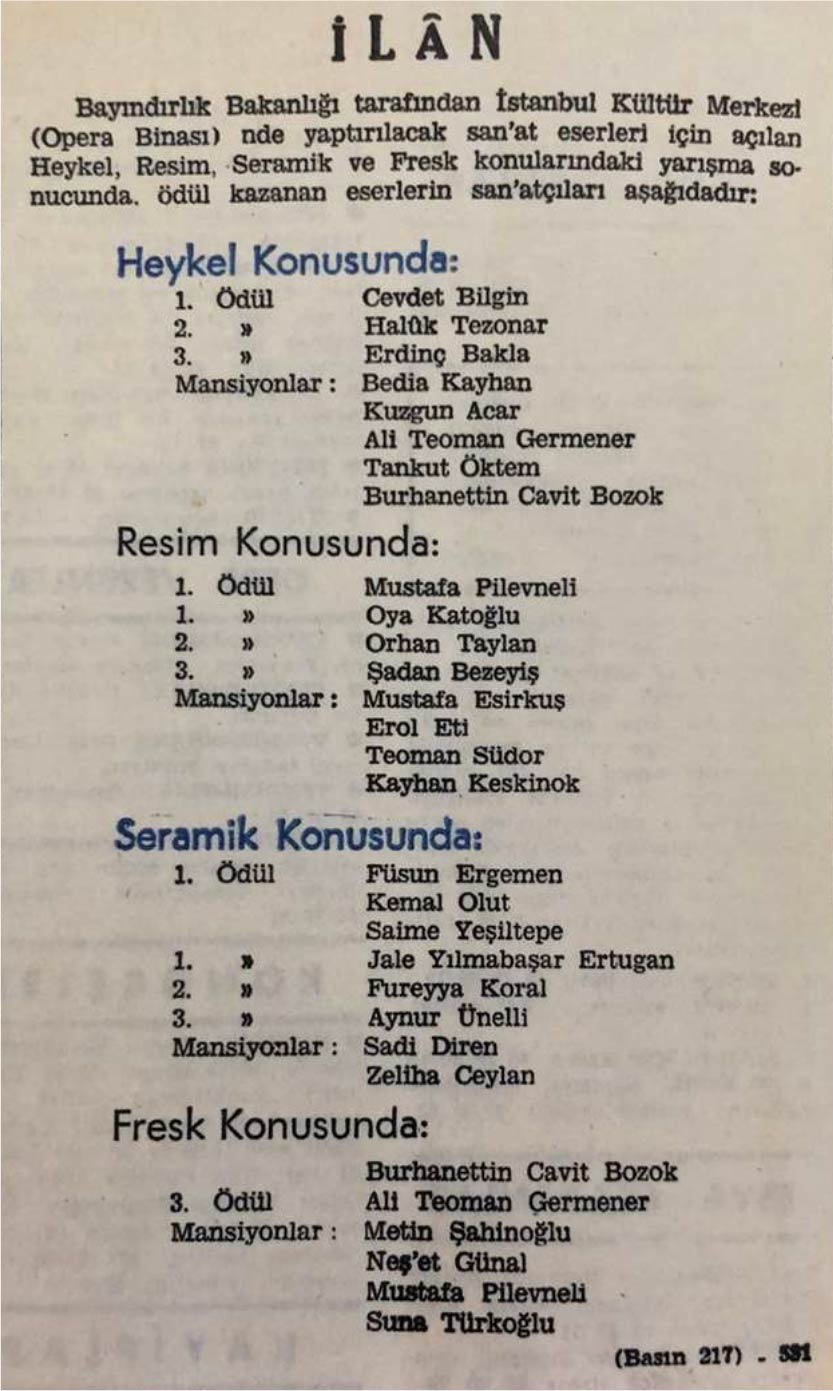 İLÂN
Bayındırlık Bakanlığı tarafından İstanbul Kültür Merkezi
(Opera Binası) nde yaptırılacak san'at eserleri için açılan
Heykel, Resim, Seramik ve Fresk konularındaki yarışma so-
nucunda. ödül kazanan eserlerin san'atçıları aşağıdadır:
Heykel Konusunda:
1. Ödül Cevdet Bilgin
2. » Halûk Tezonar
3. » Erdinç Bakla
Mansiyonlar : Bedia Kayhan
Kuzgun Acar
Ali Teoman Germener
Tankut Öktem
Burhanettin Cavit Bozok
Resim Konusunda:
1. Ödül Mustafa Pilevneli
1. » Oya Katoğlu
2. » Orhan Taylan
3. » Şadan Bezeyiş
Mansiyonlar : Mustafa Esirkuş
Erol Eti
Teoman Südor
Kayhan Keskinok
Seramik Konusunda:
1. Ödül Füsun Ergemen
Kemal Olut
Saime Yeşiltepe
1. » Jale Yılmabaşar Ertugan
2. » Fureyya Koral
3. » Aynur Ünelli
Mansiyonlar : Sadi Diren
Zeliha Ceylan
Fresk Konusunda:
Burhanettin Cavit Bozok
3. Ödül Ali Teoman Germener
Mansiyonlar : Metin Şahinoğlu
Neş'et Günal
Mustafa Pilevneli
Suna Türkoğlu
(Basın 217) - 531